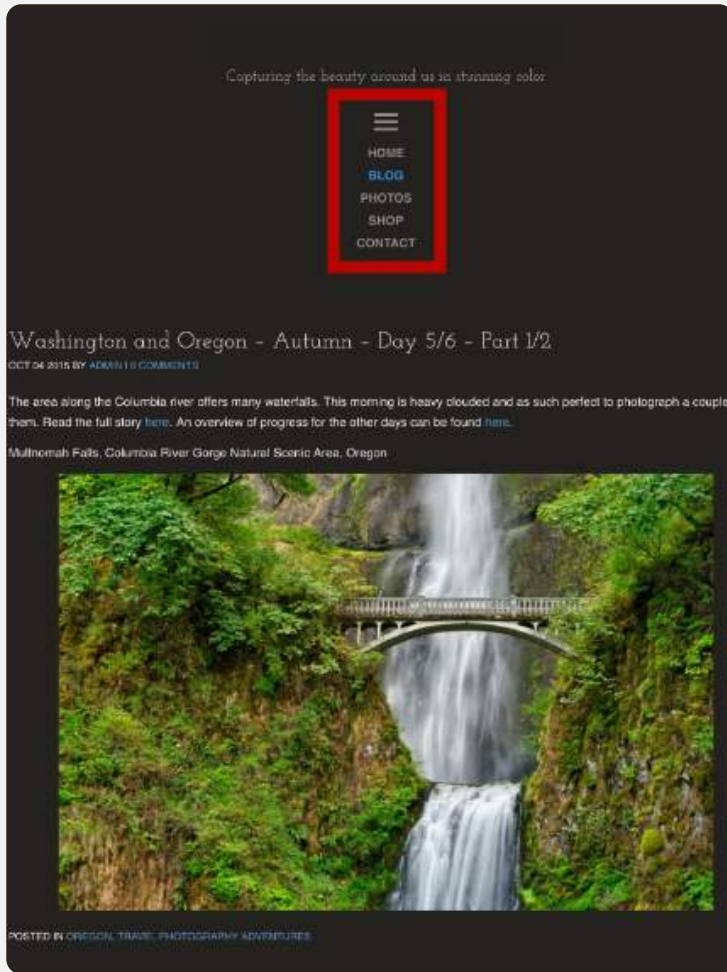 Capturing the beauty around us in stunning color
HOME
BLOG
PHOTOS
SHOP
CONTACT
Washington and Oregon – Autumn – Day 5/6 – Part 1/2
OCT 04 2015 BY ADMIN | 0 COMMENTS
The area along the Columbia river offers many waterfalls. This morning is heavy clouded and as such perfect to photograph a couple
them. Read the full story here. An overview of progress for the other days can be found here.
Multnomah Falls, Columbia River Gorge Natural Scenic Area, Oregon
POSTED IN OREGON, TRAVEL PHOTOGRAPHY ADVENTURES